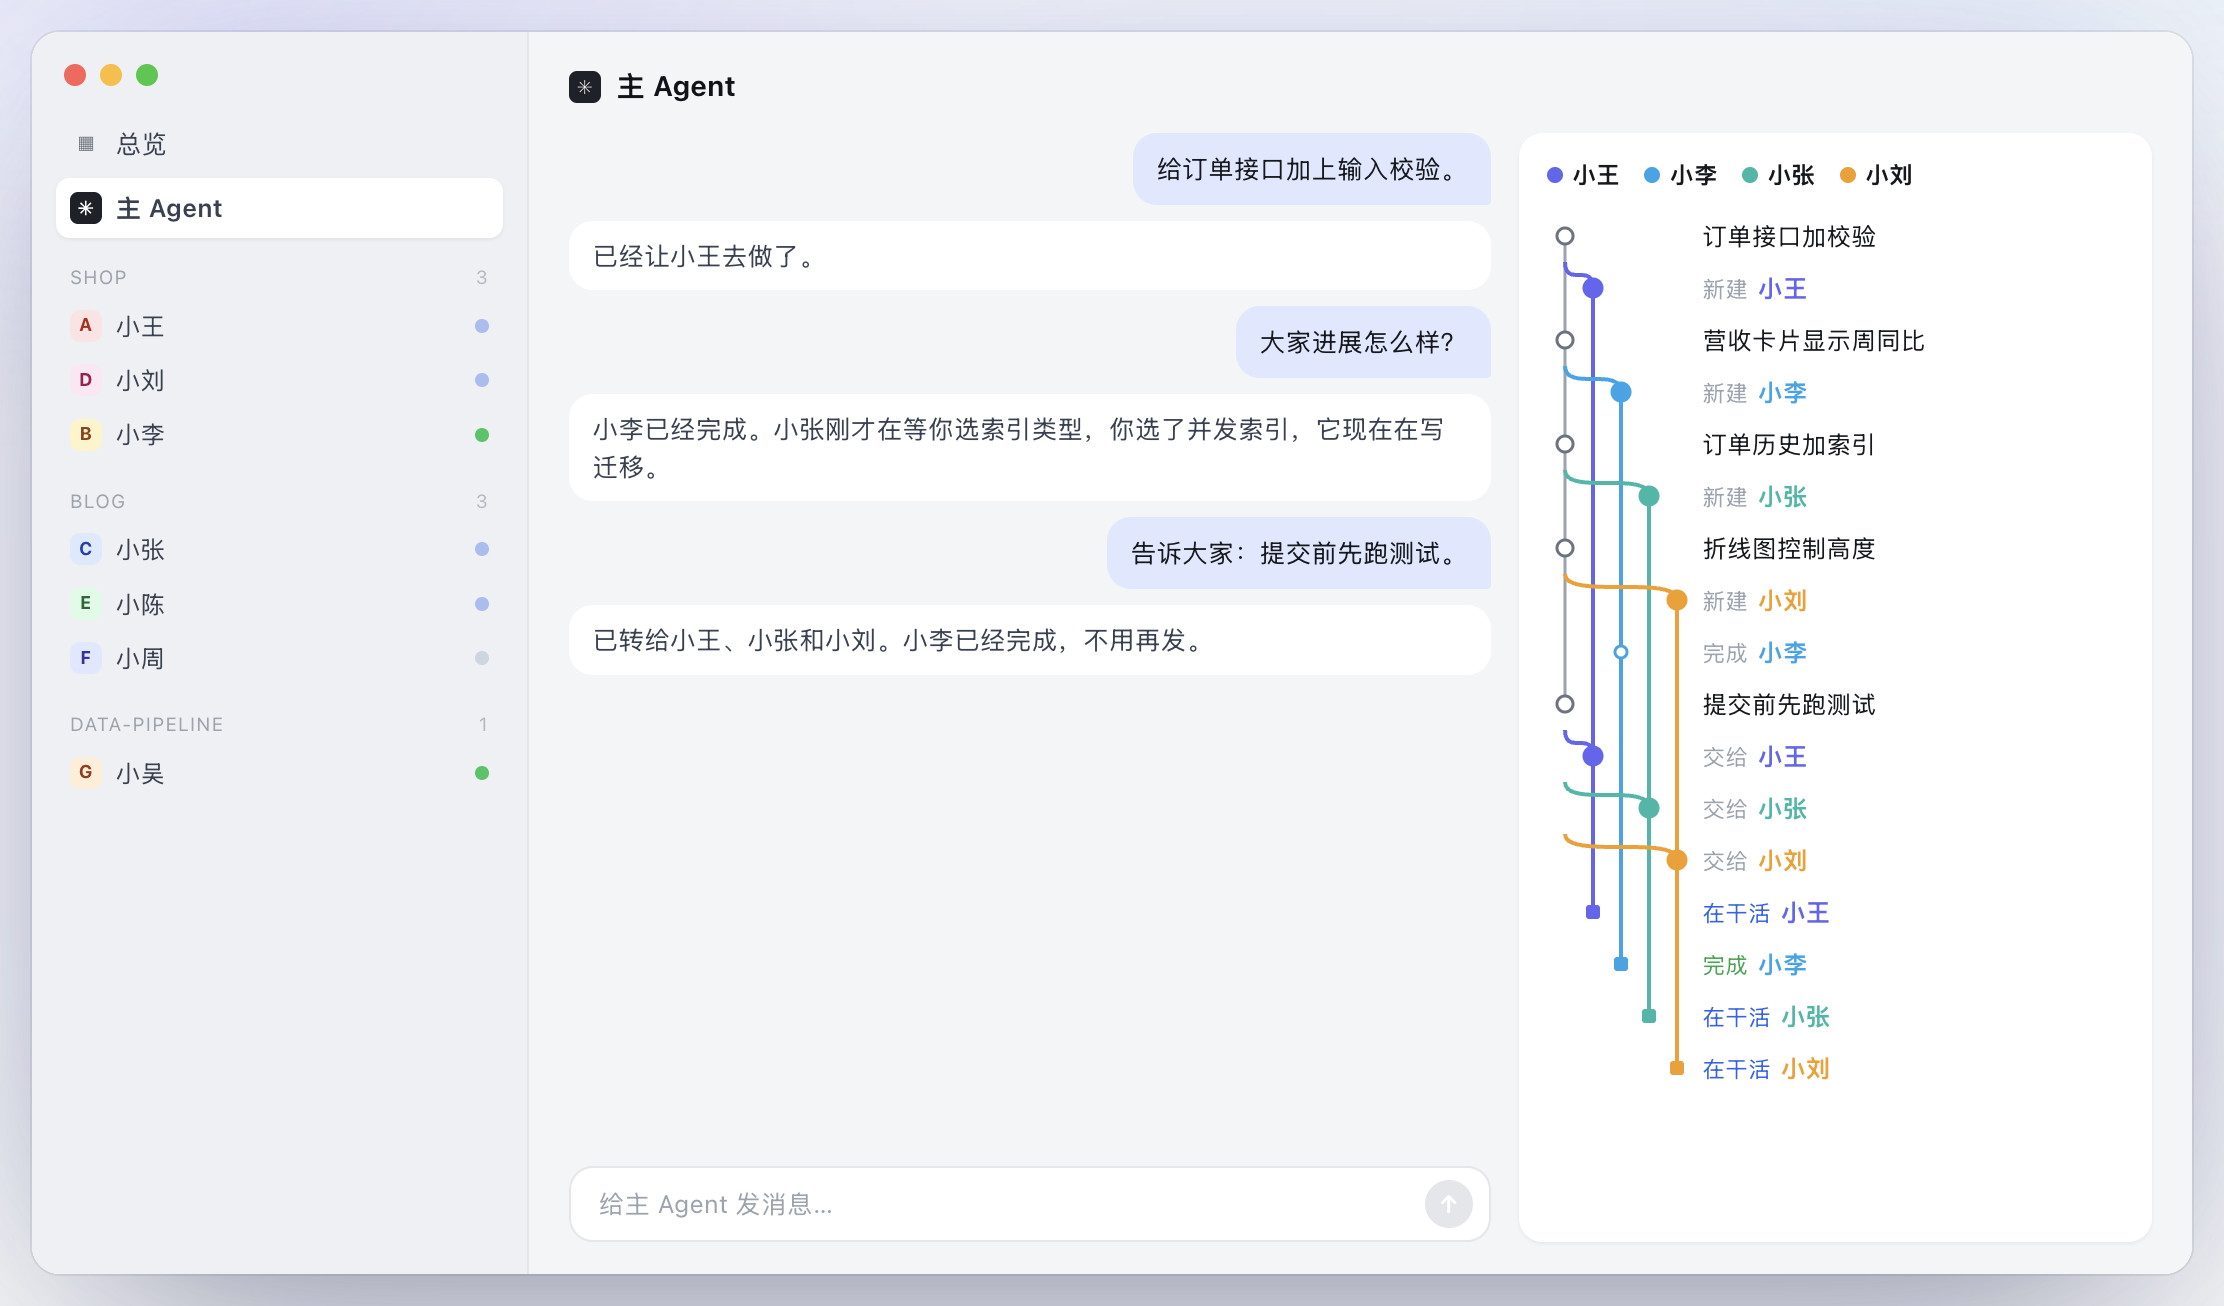 总览
主 Agent
SHOP 3
A 小王
D 小刘
B 小李
BLOG 3
C 小张
E 小陈
F 小周
DATA-PIPELINE 1
G 小吴
主 Agent
给订单接口加上输入校验。
已经让小王去做了。
大家进展怎么样?
小李已经完成。小张刚才在等你选索引类型，你选了并发索引，它现在在写
迁移。
告诉大家：提交前先跑测试。
已转给小王、小张和小刘。小李已经完成，不用再发。
给主 Agent 发消息...
小王 小李 小张 小刘
订单接口加校验
新建 小王
营收卡片显示周同比
新建 小李
订单历史加索引
新建 小张
折线图控制高度
新建 小刘
完成 小李
提交前先跑测试
交给 小王
交给 小张
交给 小刘
在干活 小王
完成 小李
在干活 小张
在干活 小刘